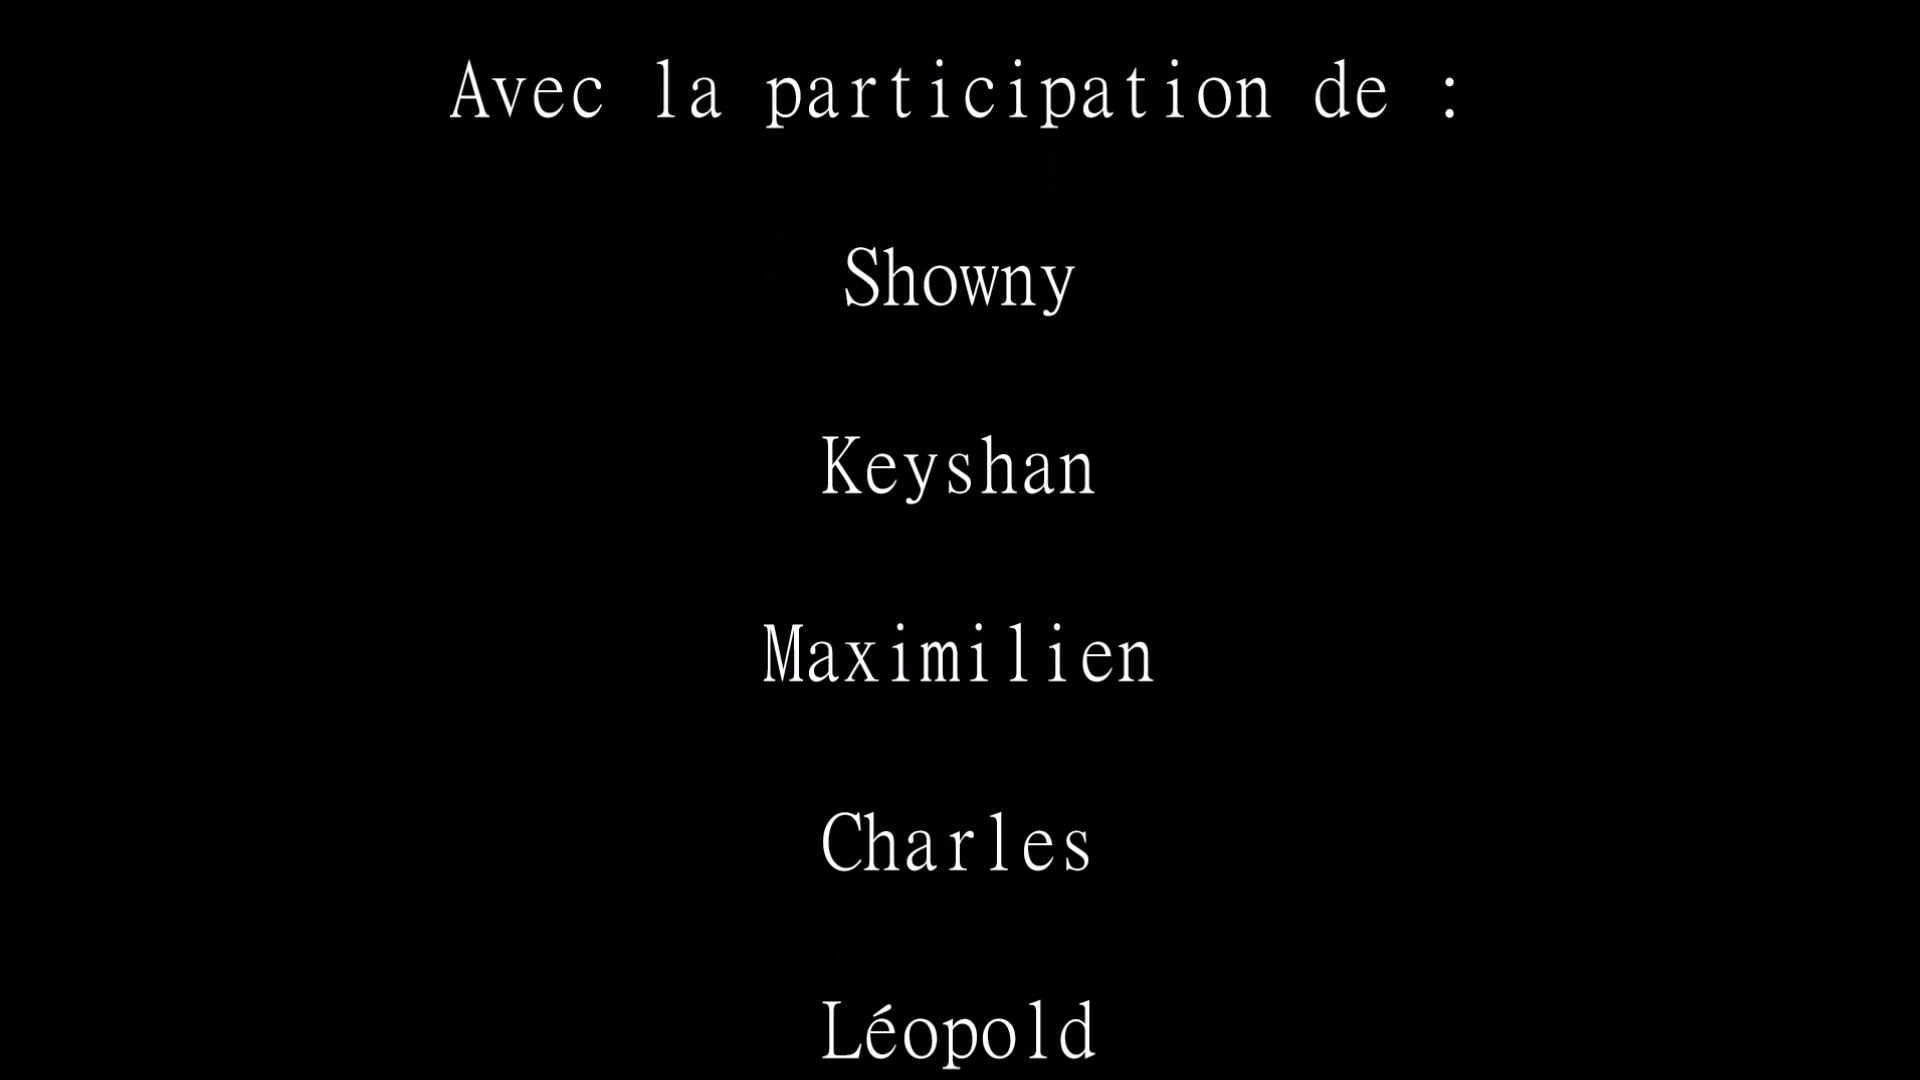 Avec la participation de :
Showny
Keyshan
Maximilien
Charles
Léopold